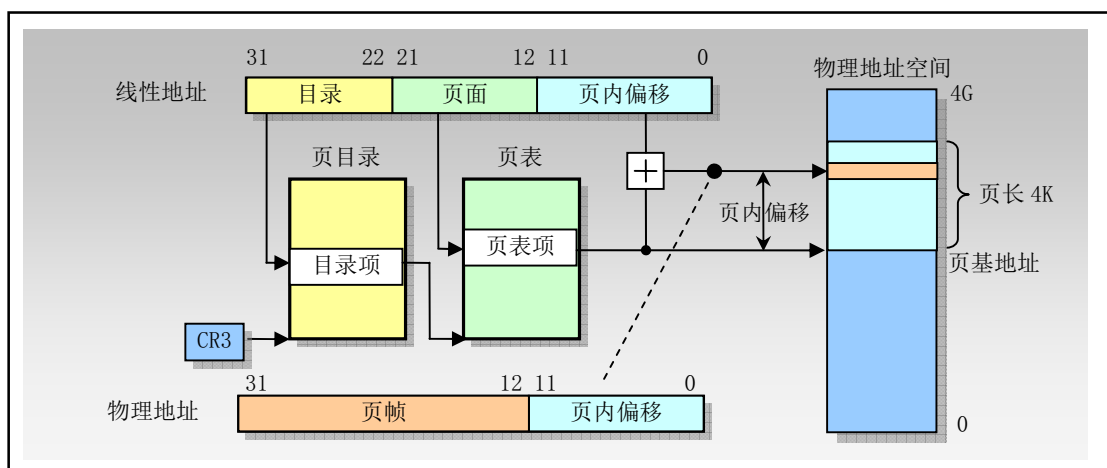 31 22 21 12 11 0
线性地址 目录 页面 页内偏移
物理地址空间
4G
页目录 页表
页长 4K
页内偏移
页表项
目录项
页基地址
CR3
31 12 11 0
物理地址 页帧 页内偏移
0